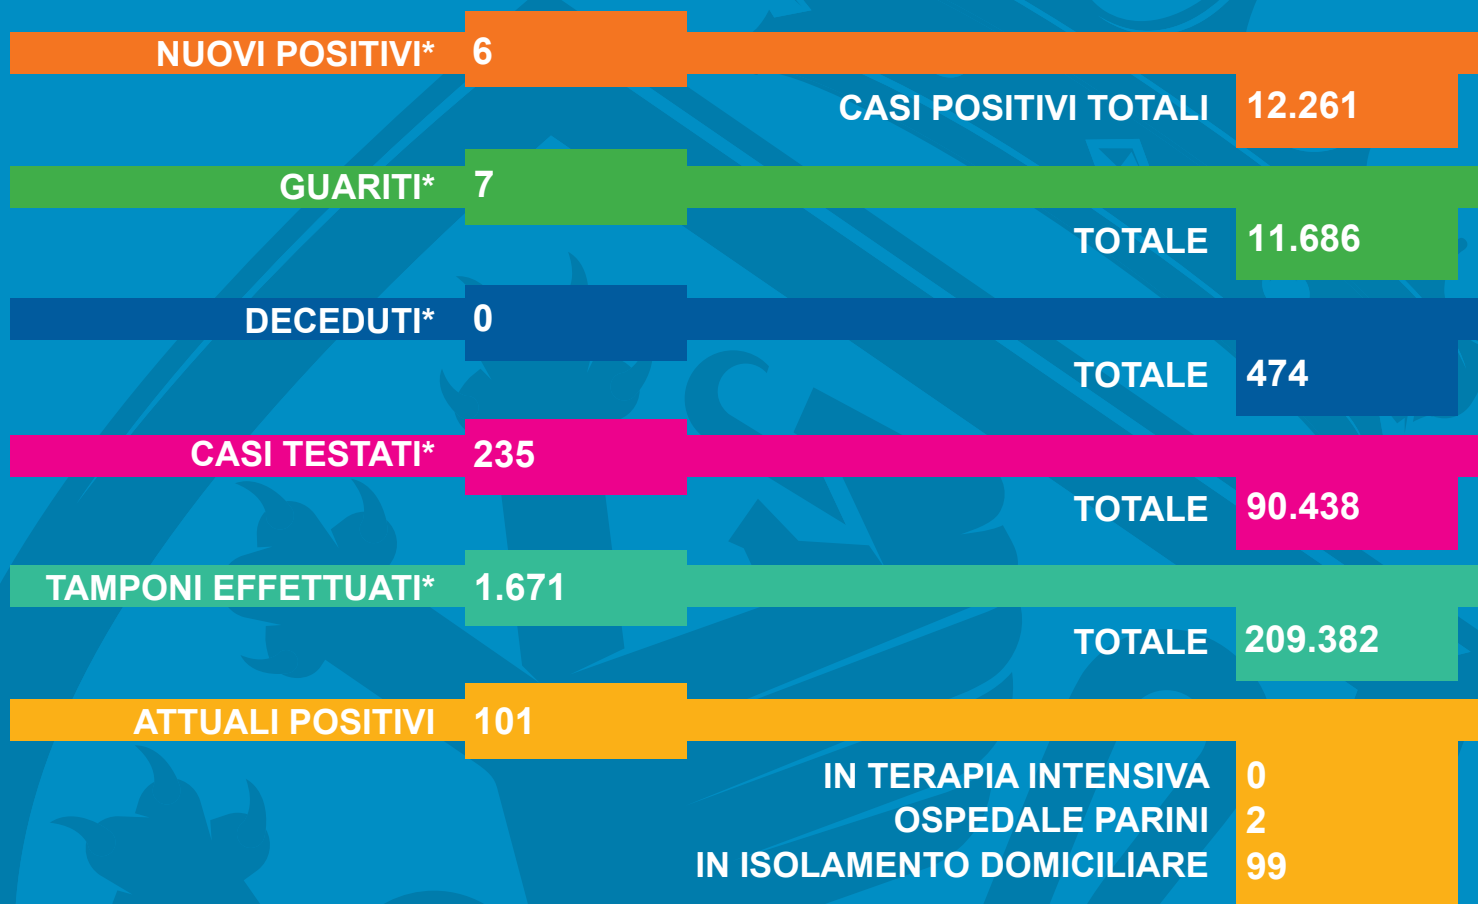 NUOVI POSITIVI* 6
CASI POSITIVI TOTALI 12.261
GUARITI* 7
TOTALE 11.686
DECEDUTI* 0
TOTALE 474
CASI TESTATI* 235
TOTALE 90.438
TAMPONI EFFETTUATI* 1.671
TOTALE 209.382
ATTUALI POSITIVI 101
IN TERAPIA INTENSIVA 0
OSPEDALE PARINI 2
IN ISOLAMENTO DOMICILIARE 99